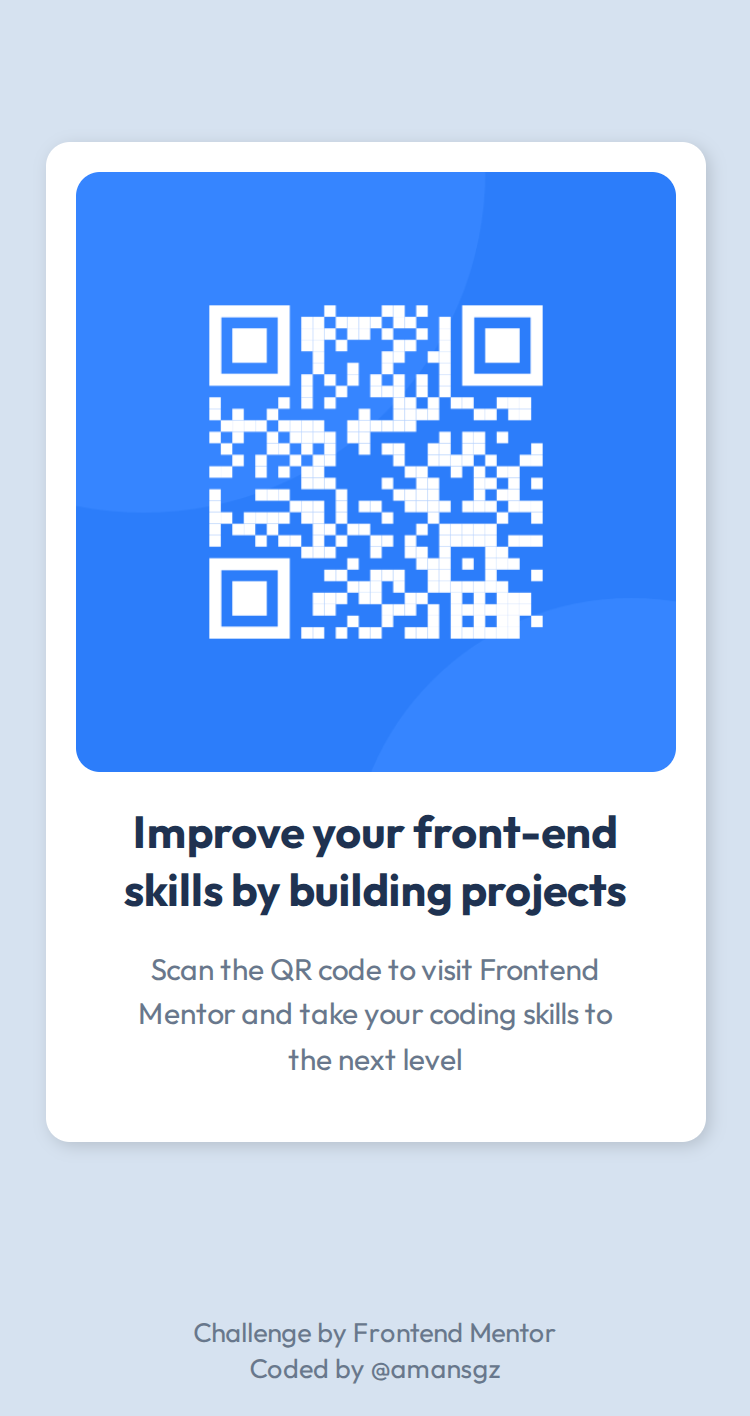 Improve your front-end
skills by building projects
Scan the QR code to visit Frontend
Mentor and take your coding skills to
the next level
Challenge by Frontend Mentor
Coded by @amansgz